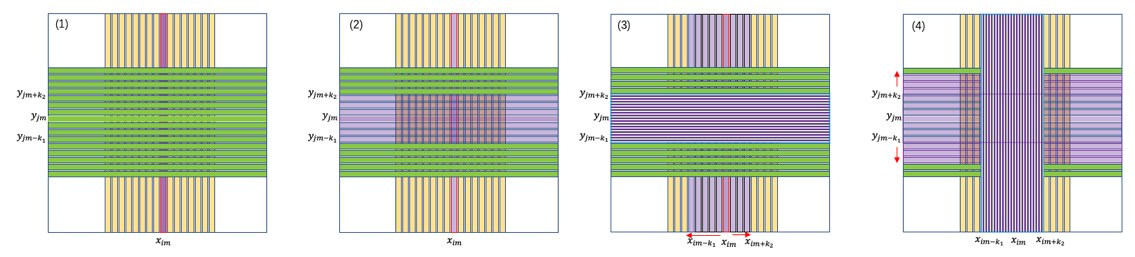 (1)
y_{jm+k_2}
y_{jm}
y_{jm-k_1}
x_{im}
(2)
y_{jm+k_2}
y_{jm}
y_{jm-k_1}
x_{im}
(3)
y_{jm+k_2}
y_{jm}
y_{jm-k_1}
x_{im-k_1} x_{im} x_{im+k_2}
(4)
y_{jm+k_2}
y_{jm}
y_{jm-k_1}
x_{im-k_1} x_{im} x_{im+k_2}